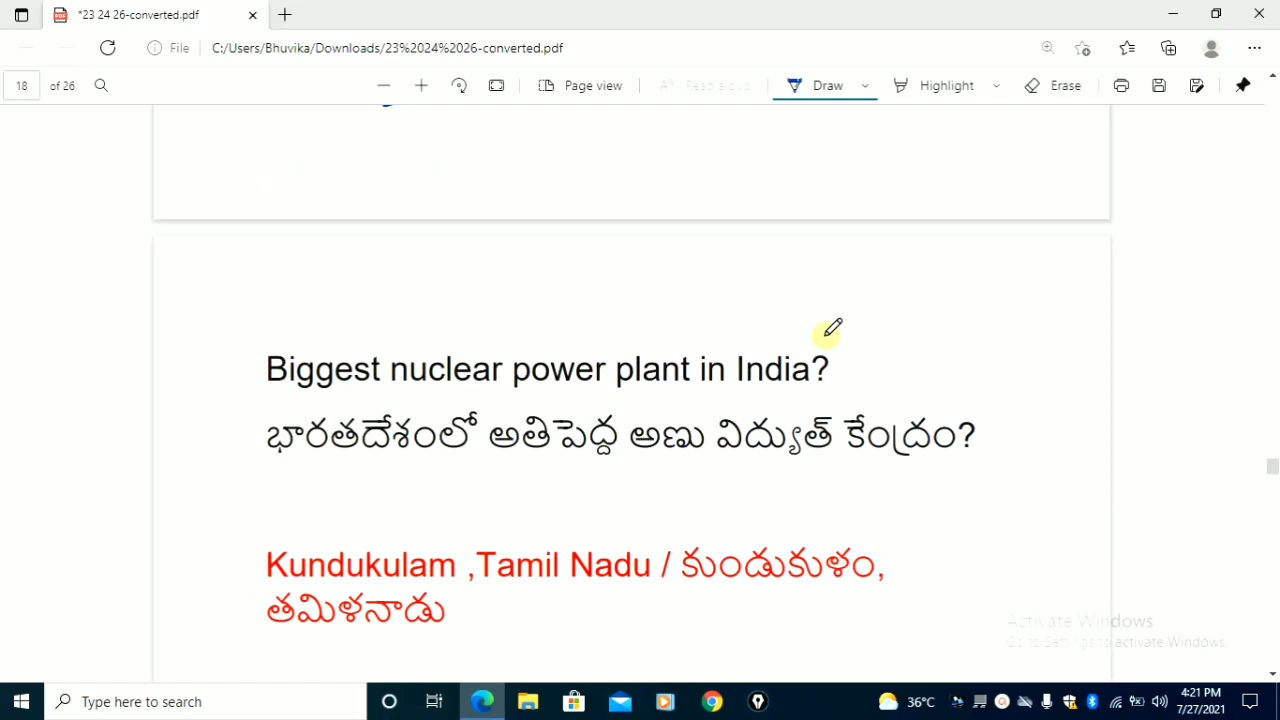 *23 24 26-converted.pdf
File C:/Users/Bhuvika/Downloads/23%2024%2026-converted.pdf
18 of 26 Page view Read aloud Draw Highlight Erase
Biggest nuclear power plant in India?
భారతదేశంలో అతిపెద్ద అణు విద్యుత్ కేంద్రం?
Kundukulam ,Tamil Nadu / కుండుకుళం,
తమిళనాడు
Activate Windows
Go to Settings to activate Windows.
Type here to search 36°C 4:21 PM
7/27/2021